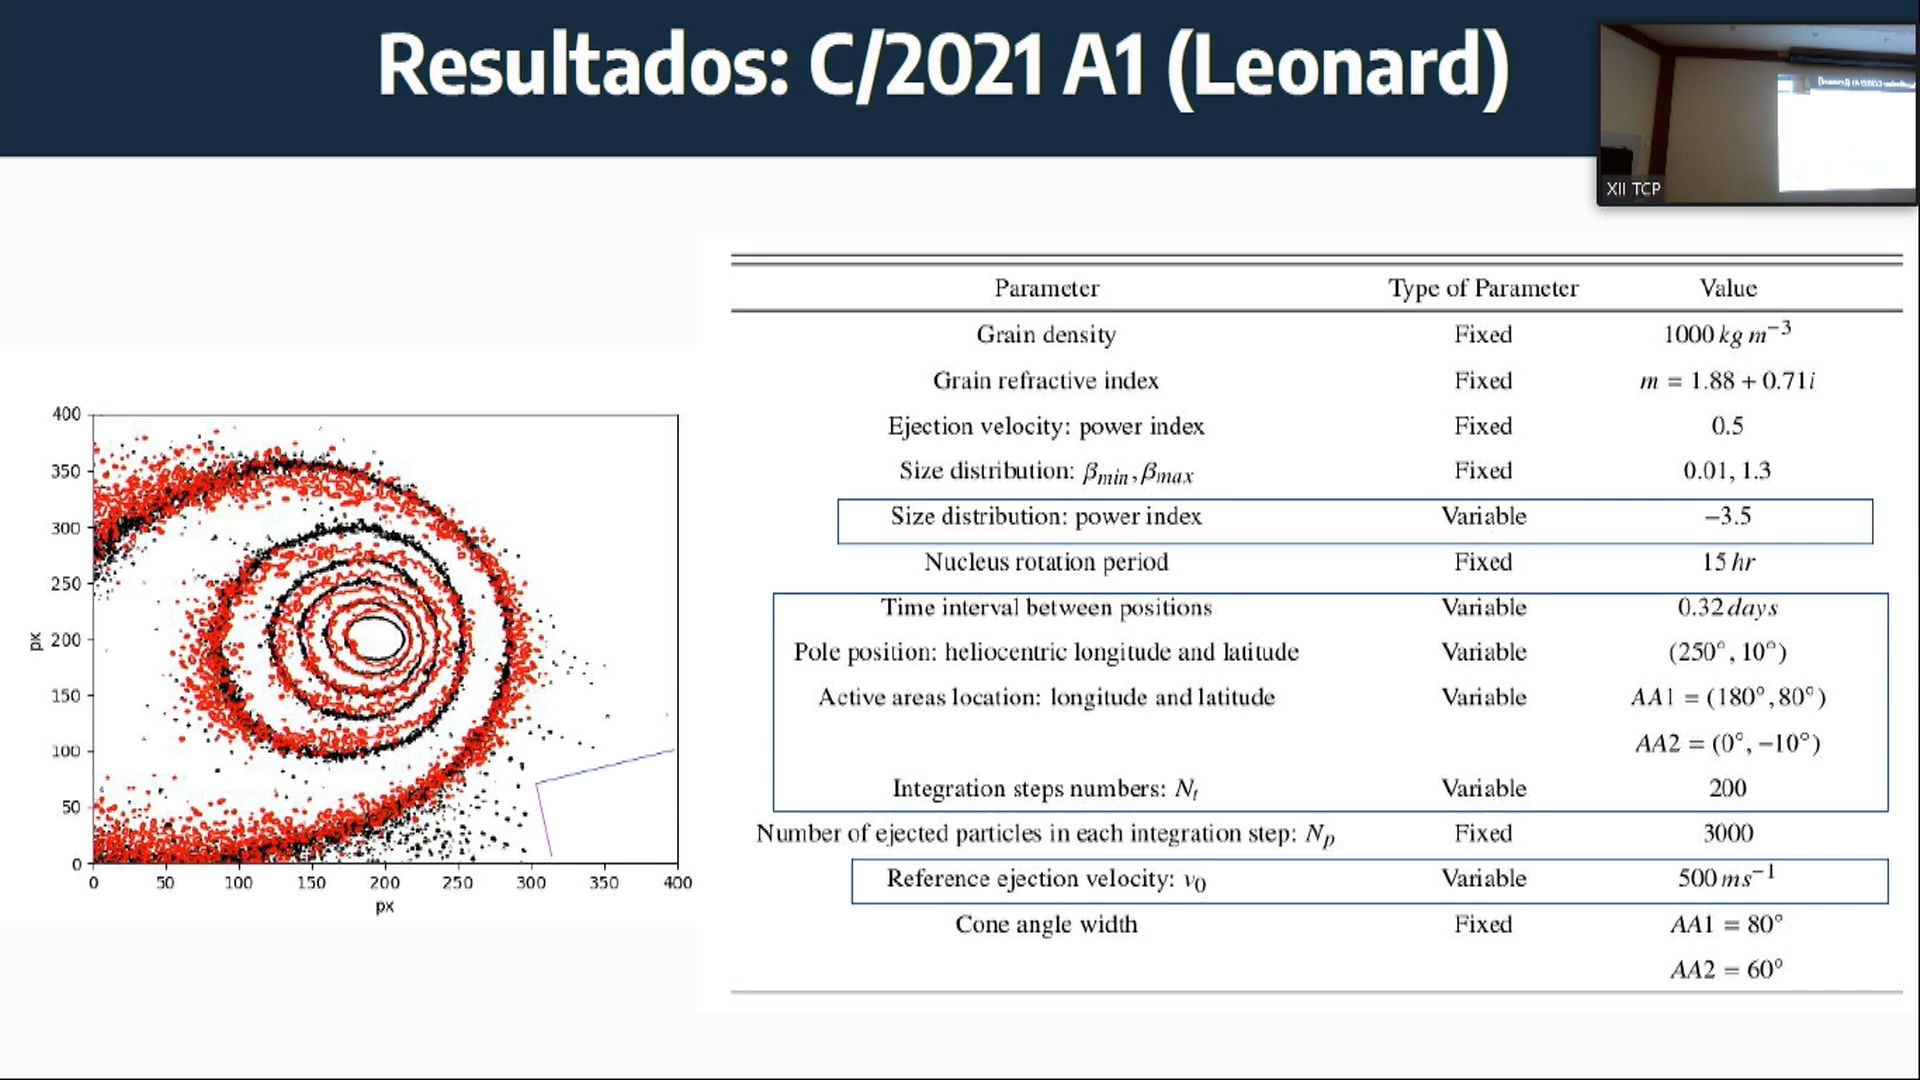 Resultados: C/2021 A1 (Leonard)
XII TCP
Parameter Type of Parameter Value
Grain density Fixed 1000 kg m⁻³
Grain refractive index Fixed m = 1.88 + 0.71i
Ejection velocity: power index Fixed 0.5
Size distribution: βmin, βmax Fixed 0.01, 1.3
Size distribution: power index Variable −3.5
Nucleus rotation period Fixed 15 hr
Time interval between positions Variable 0.32 days
Pole position: heliocentric longitude and latitude Variable (250°, 10°)
Active areas location: longitude and latitude Variable AA1 = (180°, 80°)
AA2 = (0°, −10°)
Integration steps numbers: Nt Variable 200
Number of ejected particles in each integration step: Np Fixed 3000
Reference ejection velocity: v0 Variable 500 ms⁻¹
Cone angle width Fixed AA1 = 80°
AA2 = 60°
400
350
300
250
200
150
100
50
0
px
0 50 100 150 200 250 300 350 400
px